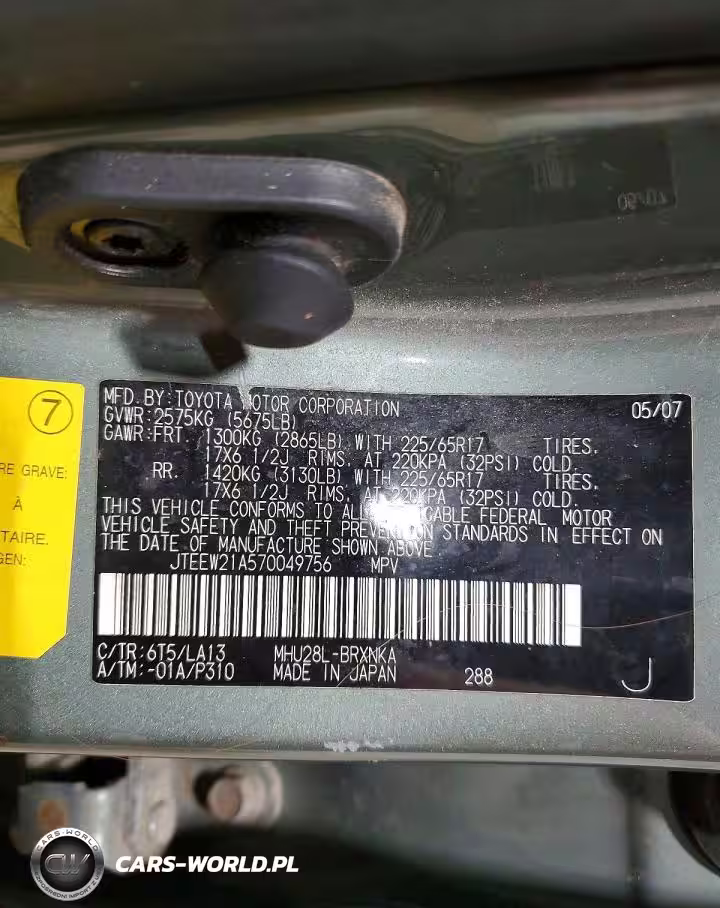 MFD. BY: TOYOTA MOTOR CORPORATION 05/07
GVWR: 2575KG (5675LB)
GAWR: FRT. 1300KG (2865LB) WITH 225/65R17 TIRES.
17X6 1/2J RIMS. AT 220KPA (32PSI) COLD.
RR. 1420KG (3130LB) WITH 225/65R17 TIRES.
17X6 1/2J RIMS. AT 220KPA (32PSI) COLD.
THIS VEHICLE CONFORMS TO ALL FEDERAL MOTOR
VEHICLE SAFETY AND THEFT PREVENTION STANDARDS IN EFFECT ON
THE DATE OF MANUFACTURE SHOWN ABOVE
JTEEW21A570049756 MPV
C/TR: 6T5/LA13 MHU28L-BRXNKA
A/TM: -01A/P310 MADE IN JAPAN 288 J
7
RE GRAVE:
À
TAIRE.
GEN:
CARS-WORLD
CW
CARS-WORLD.PL